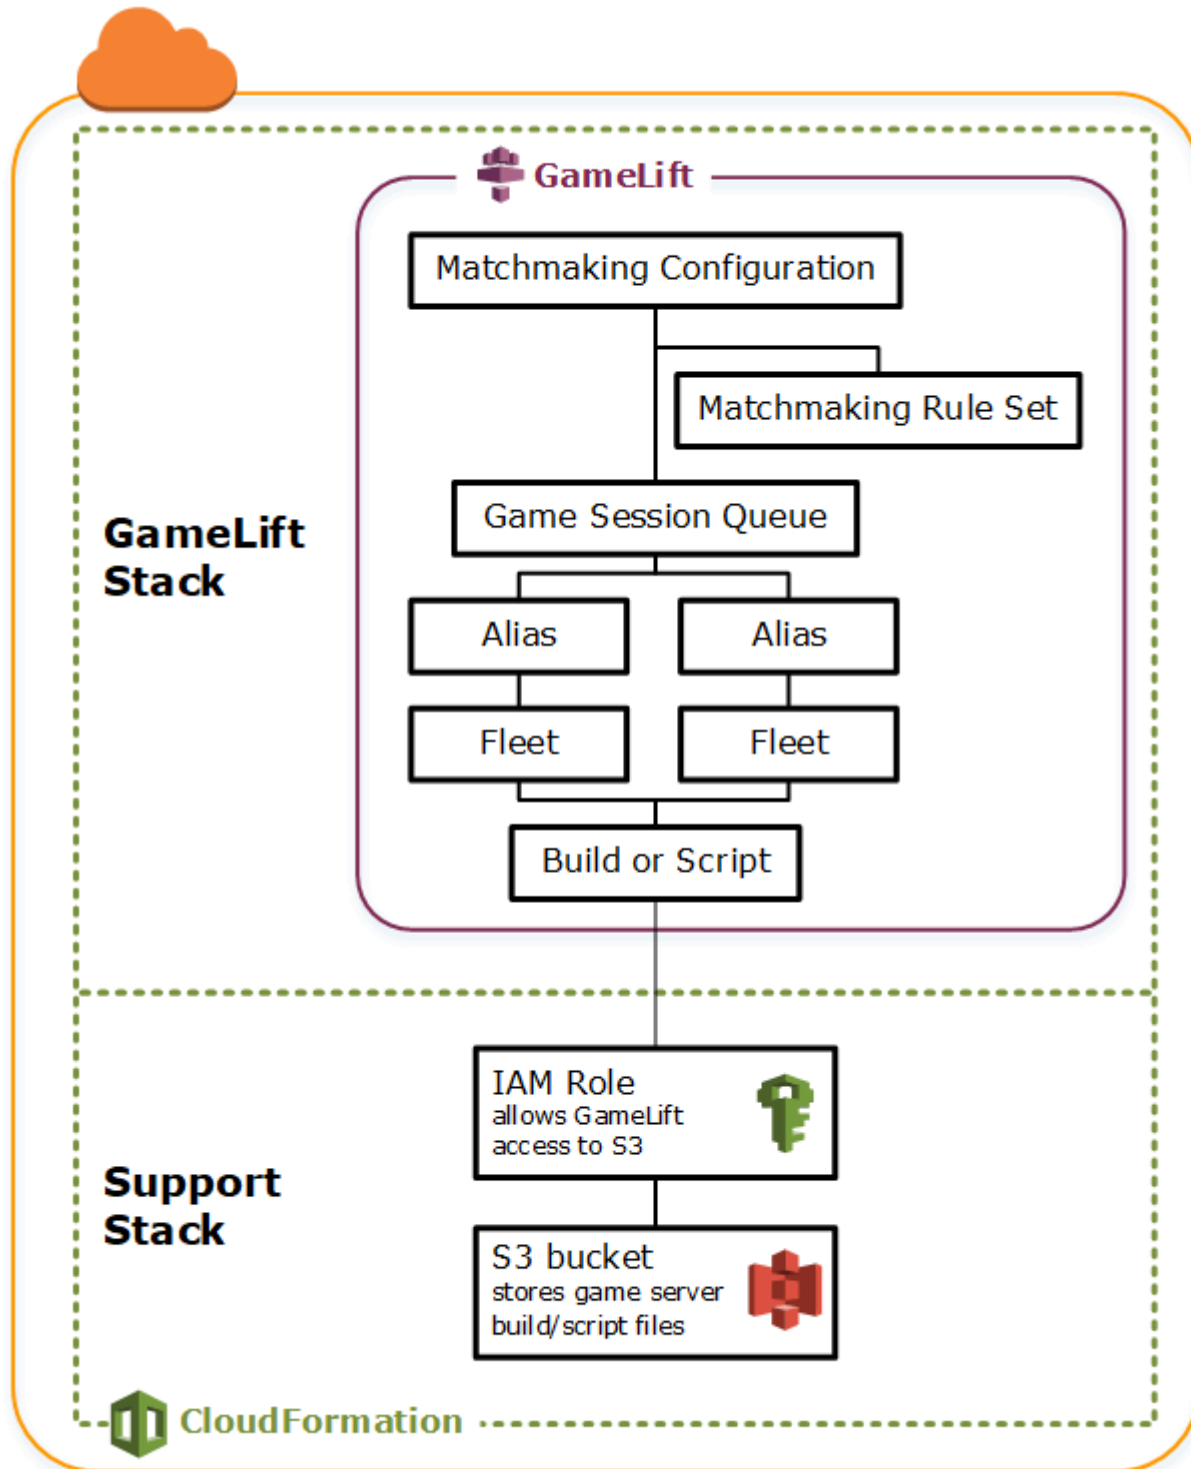 GameLift
Matchmaking Configuration
Matchmaking Rule Set
Game Session Queue
GameLift
Stack
Alias
Alias
Fleet
Fleet
Build or Script
IAM Role
allows GameLift
access to S3
Support
Stack
S3 bucket
stores game server
build/script files
CloudFormation